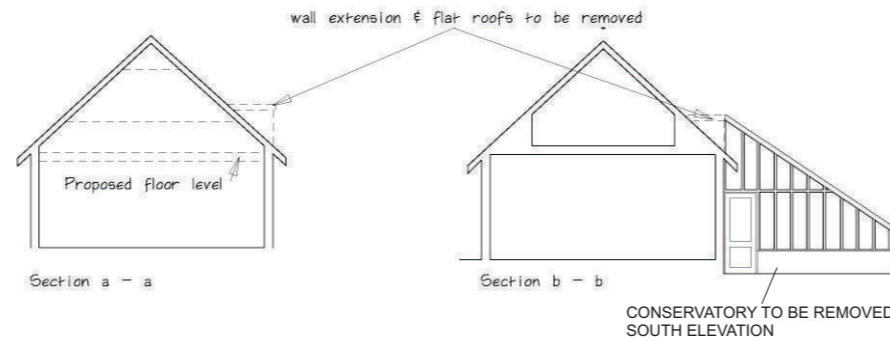 wall extension & flat roofs to be removed
Proposed floor level
Section a - a
Section b - b
CONSERVATORY TO BE REMOVED
SOUTH ELEVATION